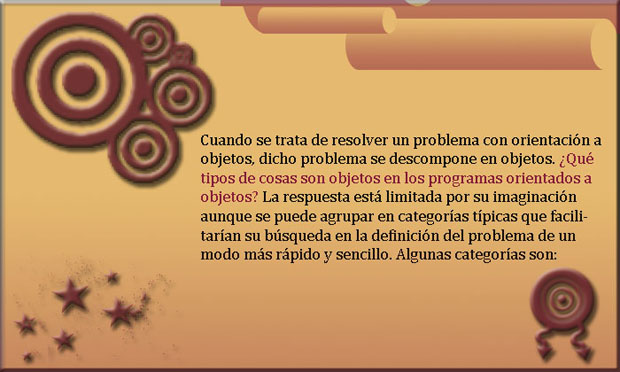 Cuando se trata de resolver un problema con orientación a
objetos, dicho problema se descompone en objetos. ¿Qué
tipos de cosas son objetos en los programas orientados a
objetos? La respuesta está limitada por su imaginación
aunque se puede agrupar en categorías típicas que facili-
tarían su búsqueda en la definición del problema de un
modo más rápido y sencillo. Algunas categorías son: